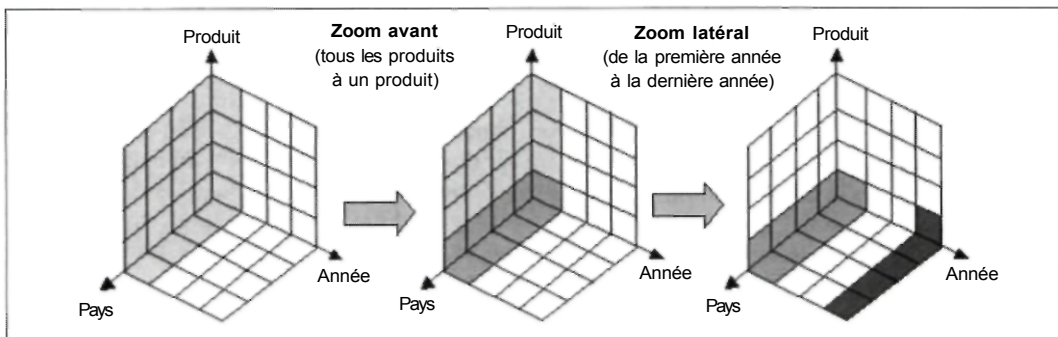 Produit
Zoom avant
(tous les produits
à un produit)
Produit
Zoom latéral
(de la première année
à la dernière année)
Produit
Année
Pays
Année
Pays
Année
Pays